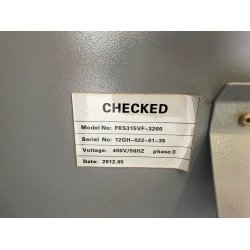 CHECKED
Model No: FKS315VF-3200
Serial No: 12GH-022-01-35
Voltage: 400V/50HZ phase:3
Date: 2012.05